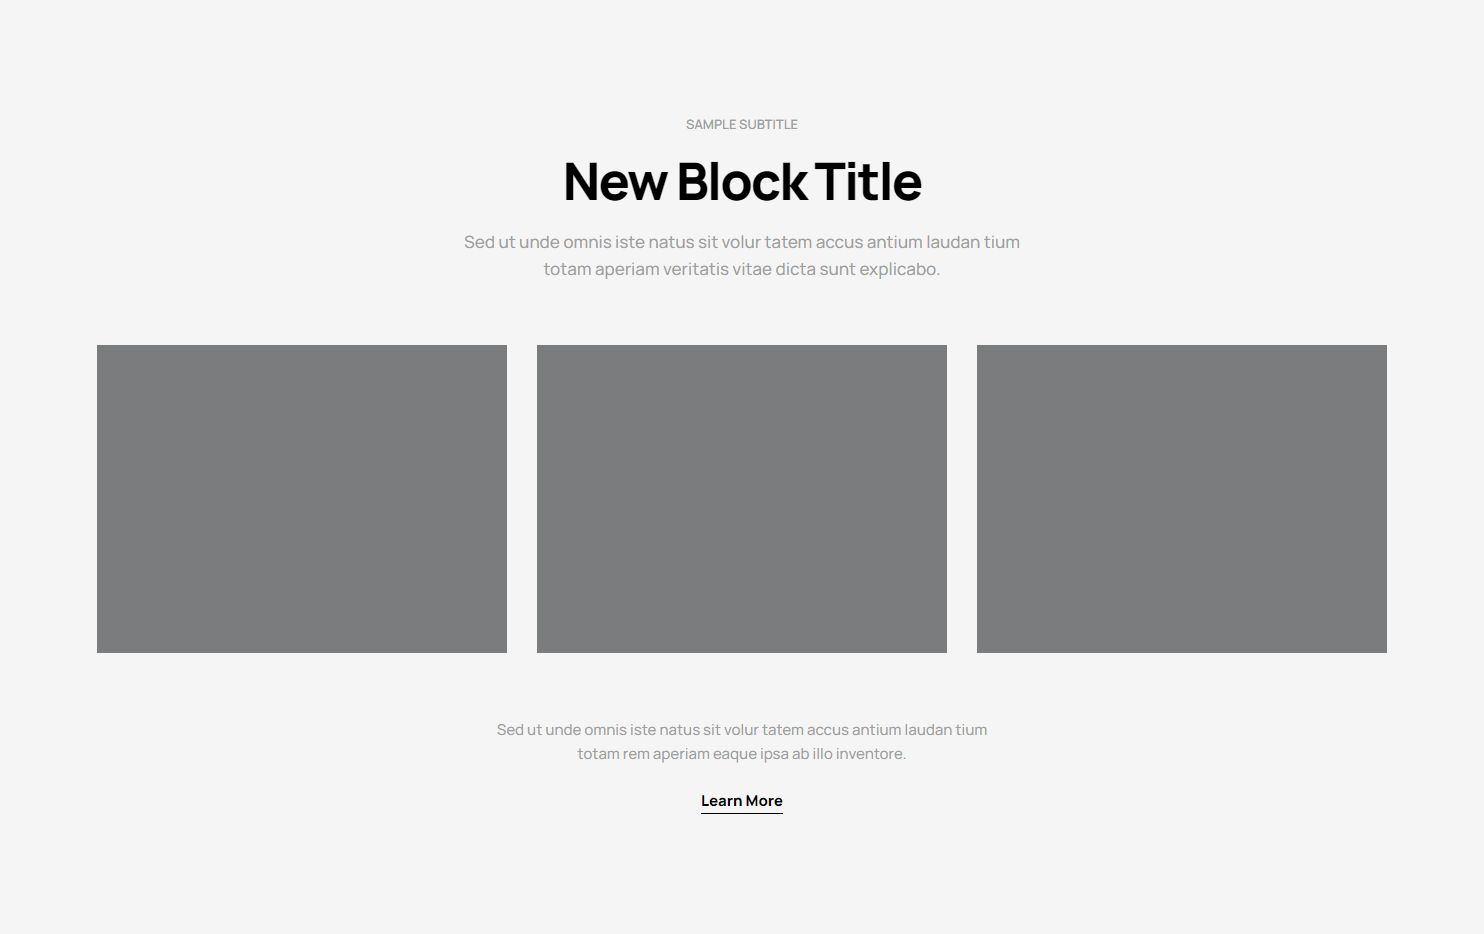 SAMPLE SUBTITLE
New Block Title
Sed ut unde omnis iste natus sit volur tatem accus antium laudan tium
totam aperiam veritatis vitae dicta sunt explicabo.
Sed ut unde omnis iste natus sit volur tatem accus antium laudan tium
totam rem aperiam eaque ipsa ab illo inventore.
Learn More